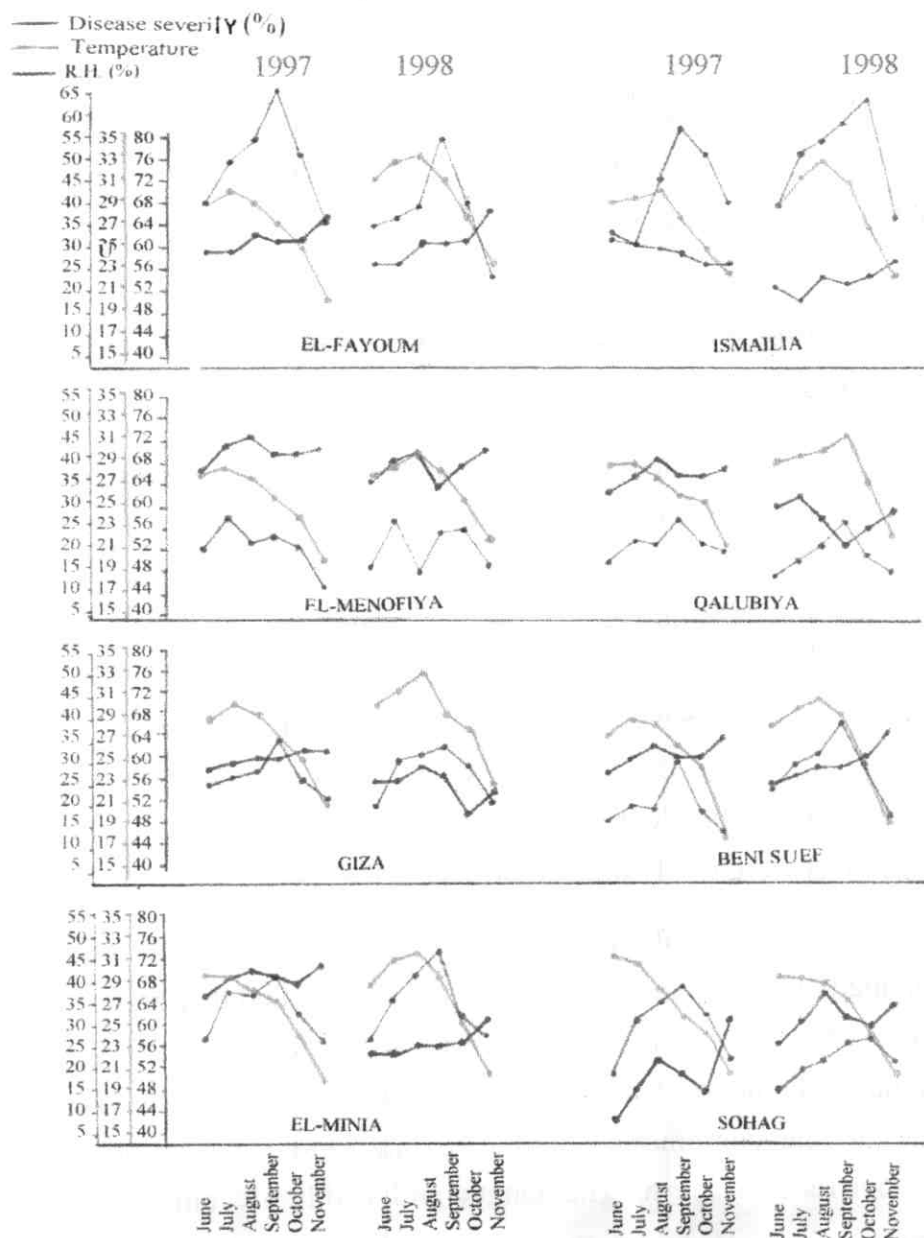 Disease severity (%)
Temperature
R.H. (%)
1997 1998 1997 1998
65
60
55 35 80
50 33 76
45 31 72
40 29 68
35 27 64
30 25 60
25 23 56
20 21 52
15 19 48
10 17 44
5 15 40
EL-FAYOUM ISMAILIA
55 35 80
50 33 76
45 31 72
40 29 68
35 27 64
30 25 60
25 23 56
20 21 52
15 19 48
10 17 44
5 15 40
EL-MENOFIYA QALUBIYA
55 35 80
50 33 76
45 31 72
40 29 68
35 27 64
30 25 60
25 23 56
20 21 52
15 19 48
10 17 44
5 15 40
GIZA BENI SUEF
55 35 80
50 33 76
45 31 72
40 29 68
35 27 64
30 25 60
25 23 56
20 21 52
15 19 48
10 17 44
5 15 40
EL-MINIA SOHAG
June July August September October November June July August September October November June July August September October November June July August September October November